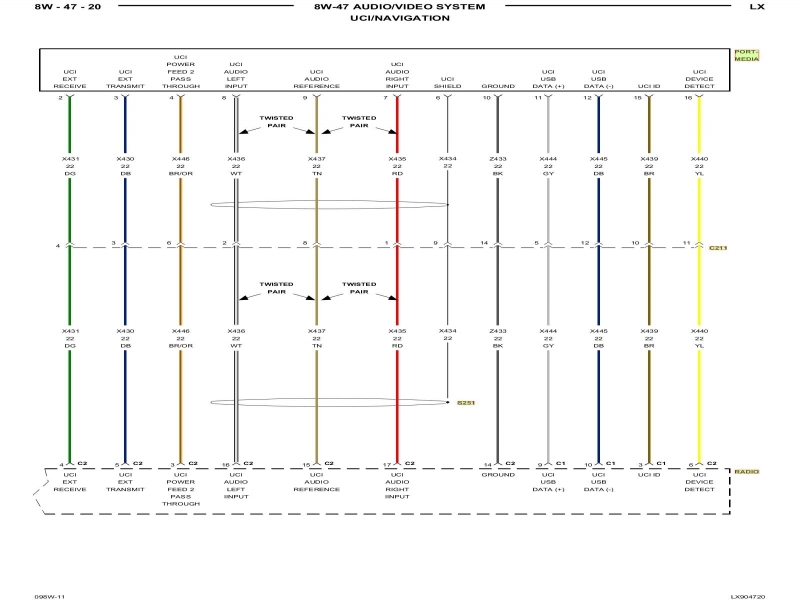 8W - 47 - 20 8W-47 AUDIO/VIDEO SYSTEM LX
UCI/NAVIGATION
PORT-
MEDIA
UCI
EXT
RECEIVE
UCI
EXT
TRANSMIT
UCI
POWER
FEED 2
PASS
THROUGH
UCI
AUDIO
LEFT
INPUT
UCI
AUDIO
REFERENCE
UCI
AUDIO
RIGHT
INPUT
UCI
SHIELD
GROUND
UCI
USB
DATA (+)
UCI
USB
DATA (-)
UCI ID
UCI
DEVICE
DETECT
2 3 4 8 9 7 6 10 11 12 15 16
TWISTED
PAIR
TWISTED
PAIR
X431 X430 X446 X436 X437 X435 X434 Z433 X444 X445 X439 X440
22 22 22 22 22 22 22 22 22 22 22 22
DG DB BR/OR WT TN RD BK GY DB BR YL
4 3 6 2 8 1 9 14 5 12 10 11 C211
TWISTED
PAIR
TWISTED
PAIR
X431 X430 X446 X436 X437 X435 X434 Z433 X444 X445 X439 X440
22 22 22 22 22 22 22 22 22 22 22 22
DG DB BR/OR WT TN RD BK GY DB BR YL
S251
4 C2 5 C2 3 C2 16 C2 15 C2 17 C2 14 C2 9 C1 10 C1 3 C1 6 C2
RADIO
UCI
EXT
RECEIVE
UCI
EXT
TRANSMIT
UCI
POWER
FEED 2
PASS
THROUGH
UCI
AUDIO
LEFT
IINPUT
UCI
AUDIO
REFERENCE
UCI
AUDIO
RIGHT
IINPUT
GROUND
UCI
USB
DATA (+)
UCI
USB
DATA (-)
UCI ID
UCI
DEVICE
DETECT
098W-11 LX904720